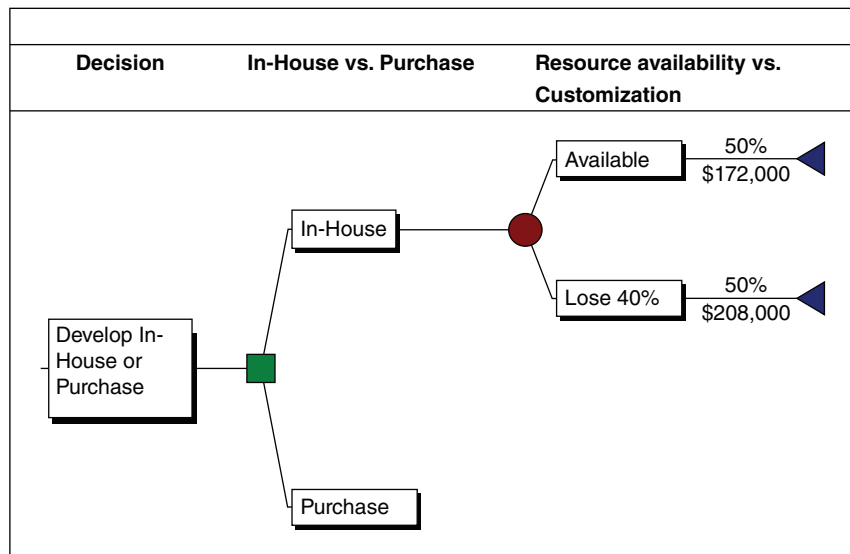 Decision
In-House vs. Purchase
Resource availability vs.
Customization
Available
50%
$172,000
In-House
Lose 40%
50%
$208,000
Develop In-
House or
Purchase
Purchase